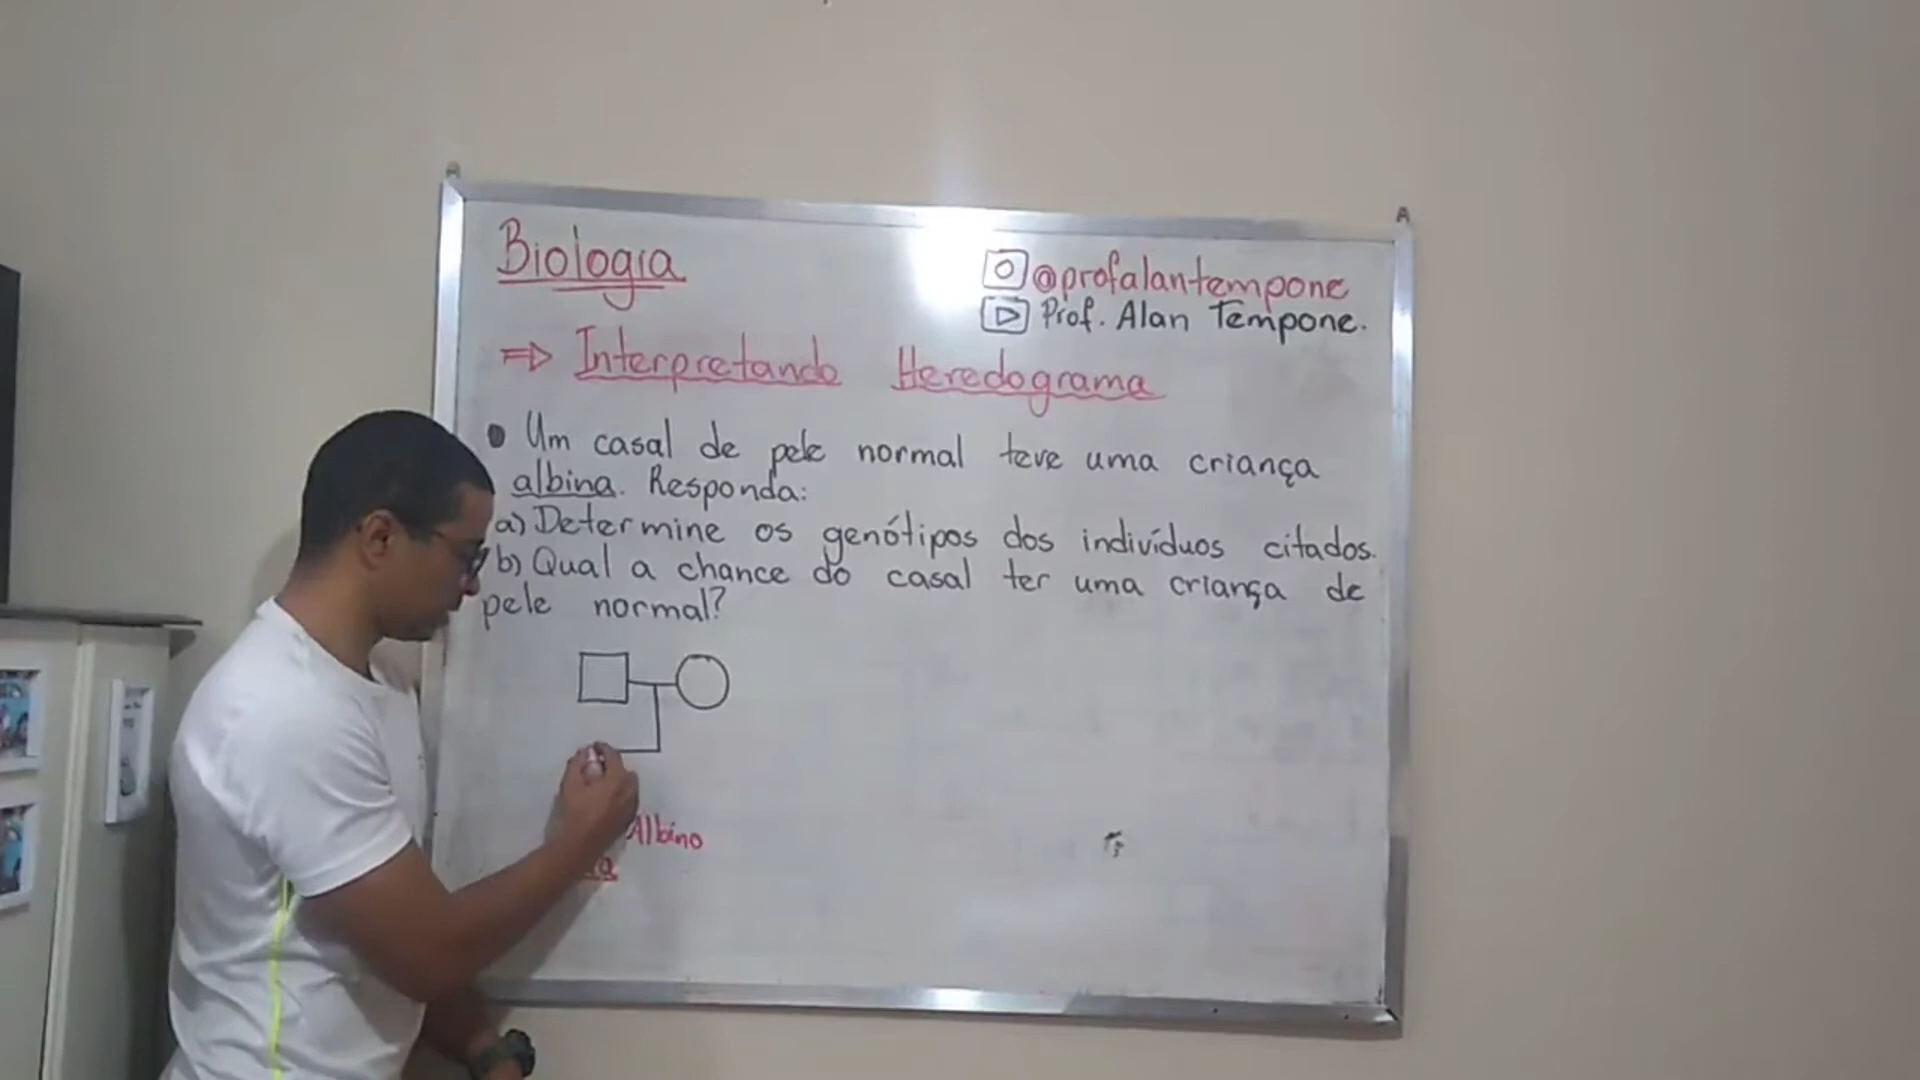 Biologia
@profalantempone
Prof. Alan Tempone.
⇒ Interpretando Heredograma
• Um casal de pele normal teve uma criança
albina. Responda:
a) Determine os genótipos dos indivíduos citados.
b) Qual a chance do casal ter uma criança de
pele normal?
Albino